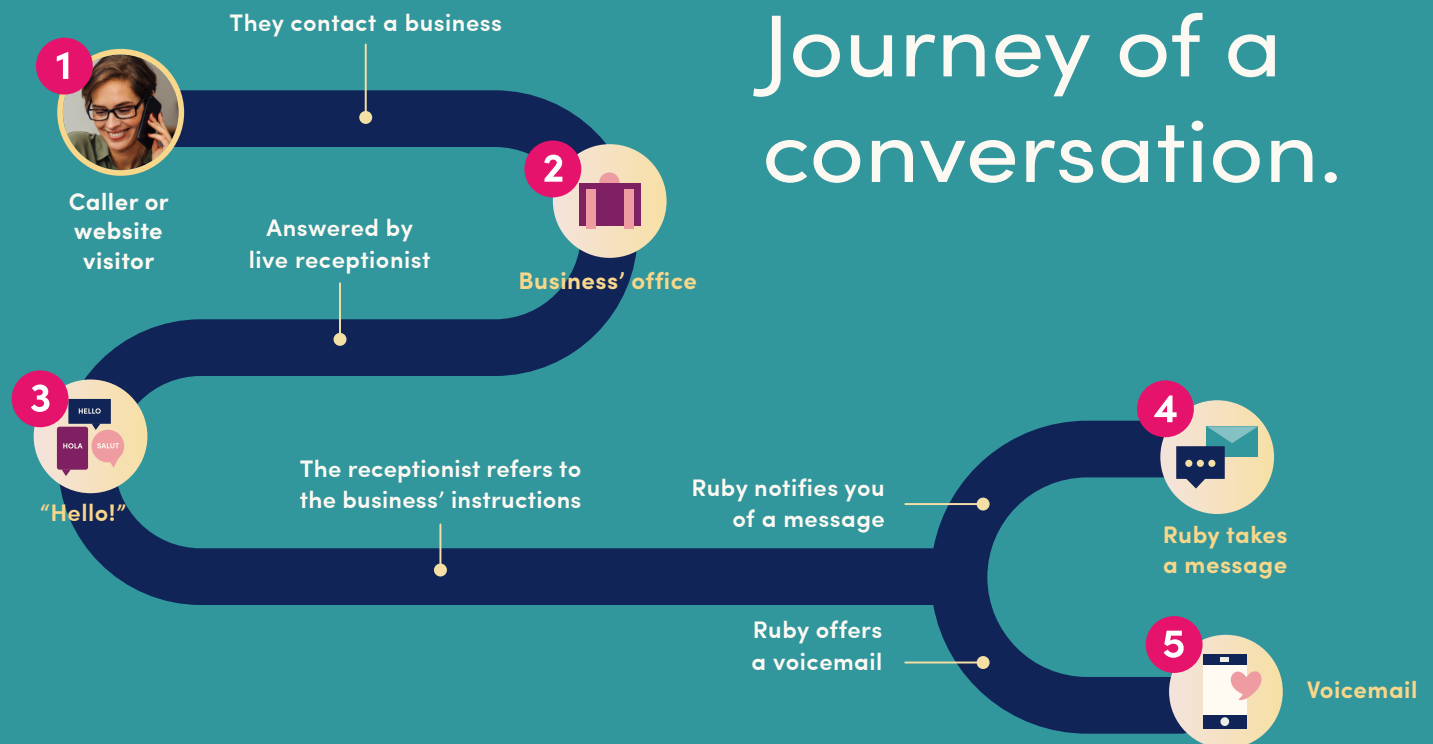 Journey of a
conversation.
They contact a business
1
Caller or
website
visitor
2
Business’ office
Answered by
live receptionist
3
HELLO
HOLA
SALUT
“Hello!”
The receptionist refers to
the business’ instructions
Ruby notifies you
of a message
4
Ruby takes
a message
Ruby offers
a voicemail
5
Voicemail